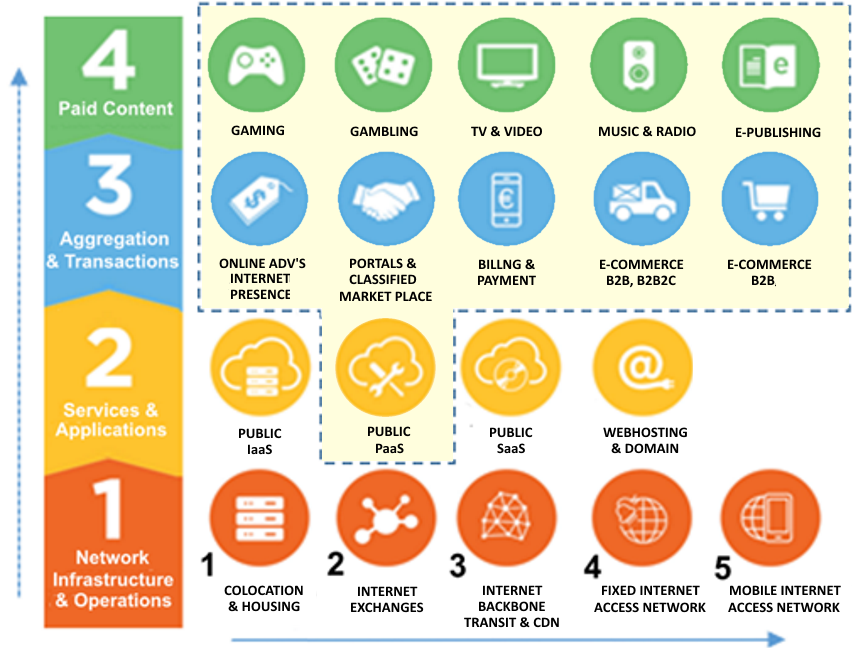 4
Paid Content
GAMING
GAMBLING
TV & VIDEO
MUSIC & RADIO
e
E-PUBLISHING
3
Aggregation
& Transactions
$
ONLINE ADV'S
INTERNET
PRESENCE
PORTALS &
CLASSIFIED
MARKET PLACE
€
BILLNG &
PAYMENT
E-COMMERCE
B2B, B2B2C
E-COMMERCE
B2B
2
Services &
Applications
PUBLIC
IaaS
PUBLIC
PaaS
PUBLIC
SaaS
@
WEBHOSTING
& DOMAIN
1
Network
Infrastructure
& Operations
1
COLOCATION
& HOUSING
2
INTERNET
EXCHANGES
3
INTERNET
BACKBONE
TRANSIT & CDN
4
FIXED INTERNET
ACCESS NETWORK
5
MOBILE INTERNET
ACCESS NETWORK